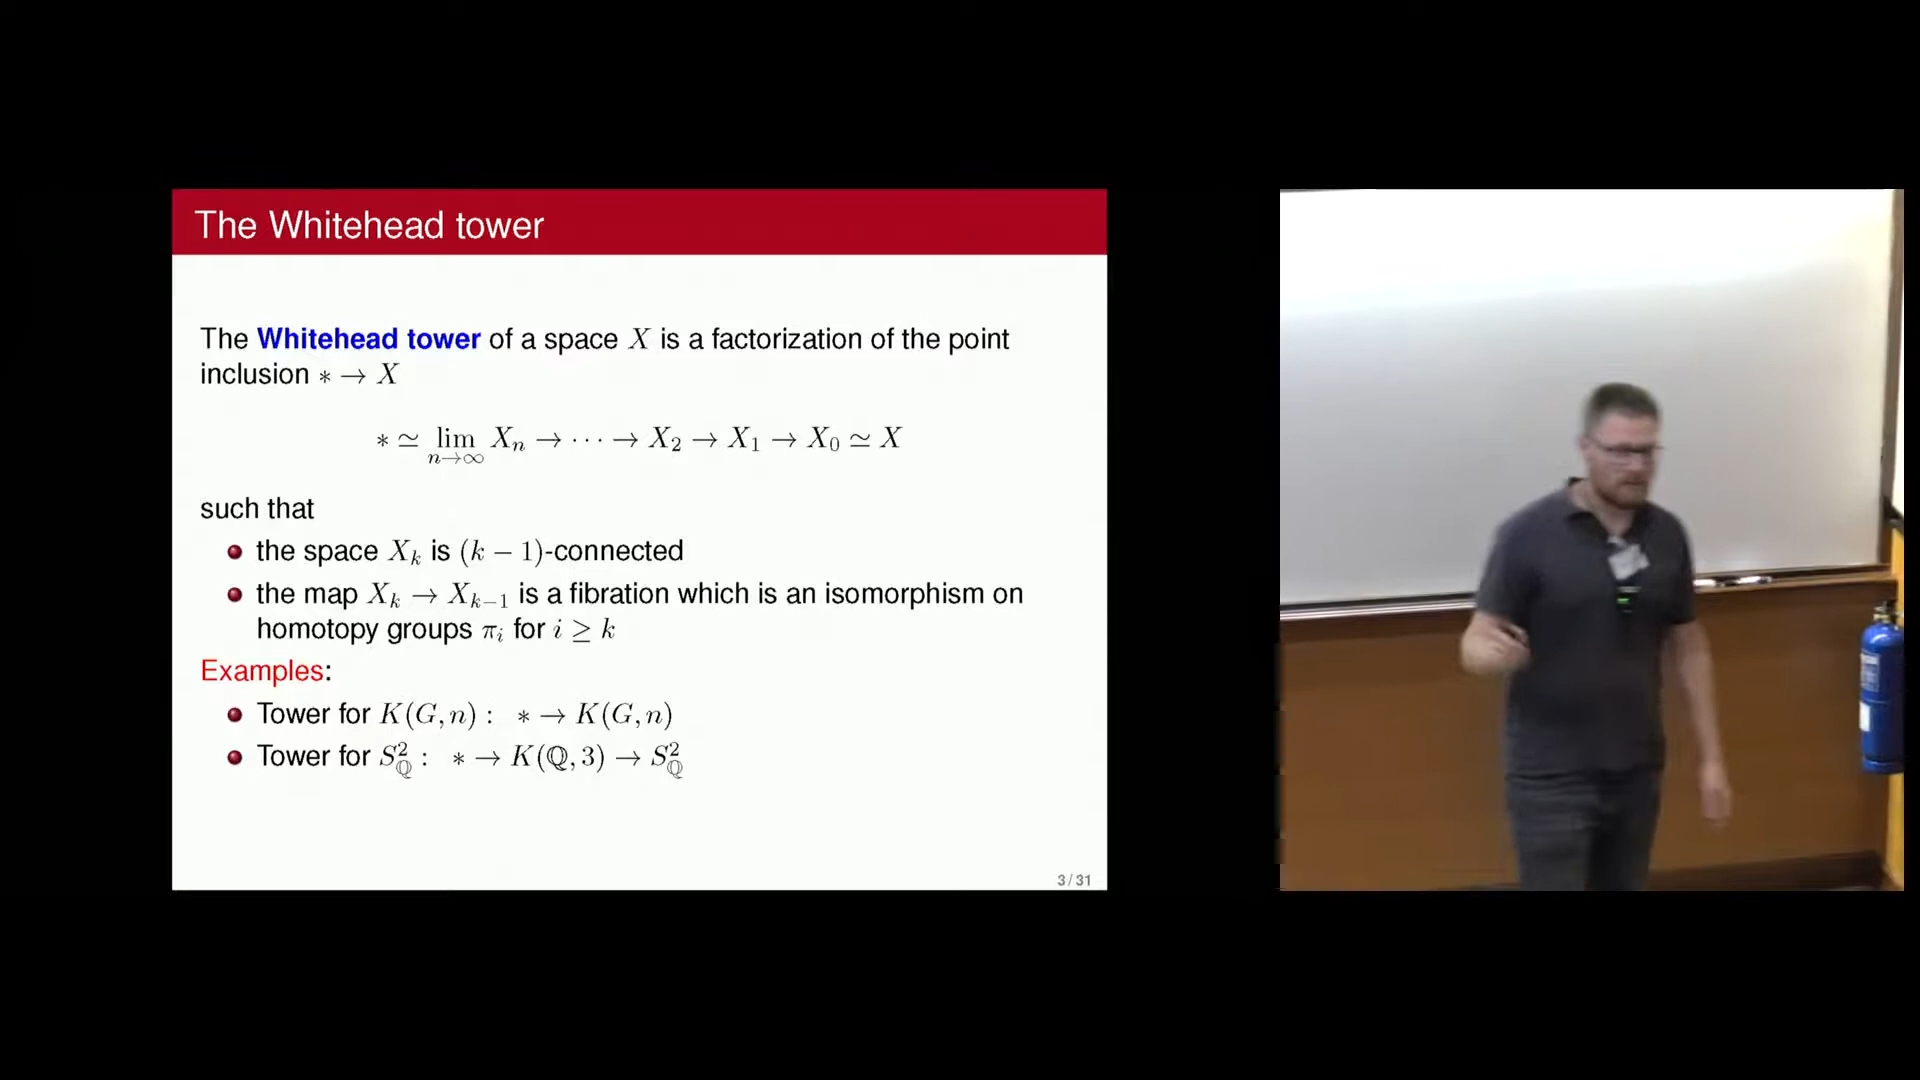 The Whitehead tower
The Whitehead tower of a space X is a factorization of the point
inclusion ∗ → X
∗ ≃ lim_{n→∞} X_n → ⋯ → X_2 → X_1 → X_0 ≃ X
such that
the space X_k is (k − 1)-connected
the map X_k → X_{k−1} is a fibration which is an isomorphism on
homotopy groups π_i for i ≥ k
Examples:
Tower for K(G, n) : ∗ → K(G, n)
Tower for S^2_ℚ : ∗ → K(ℚ, 3) → S^2_ℚ
3 / 31